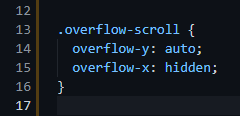 12
13 .overflow-scroll {
14   overflow-y: auto;
15   overflow-x: hidden;
16 }
17